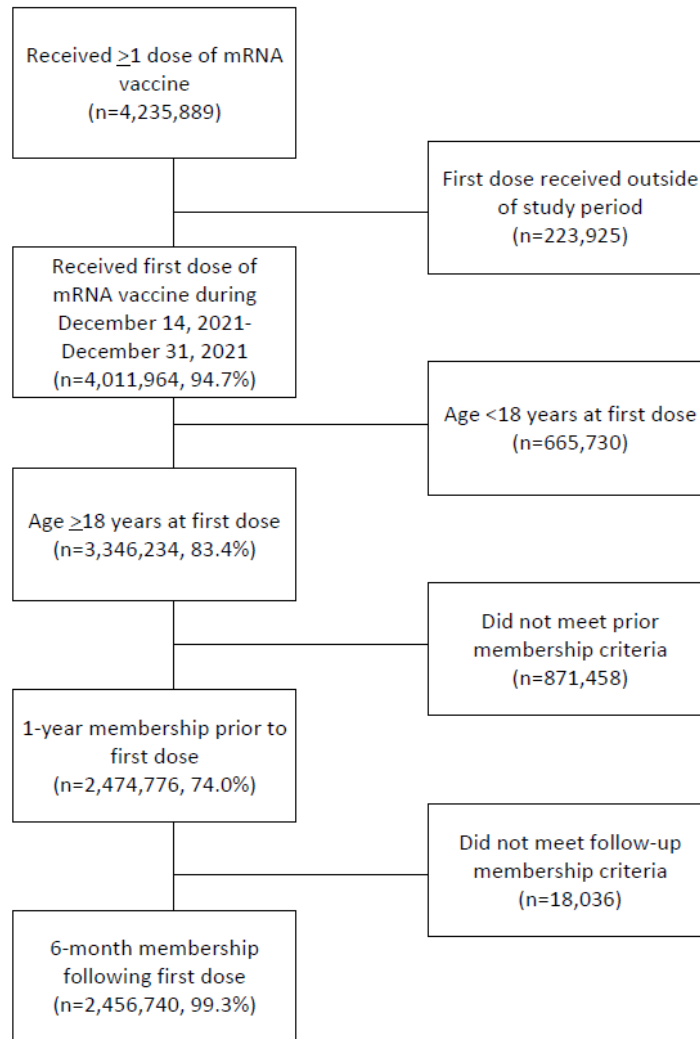 Received ≥1 dose of mRNA
vaccine
(n=4,235,889)
First dose received outside
of study period
(n=223,925)
Received first dose of
mRNA vaccine during
December 14, 2021-
December 31, 2021
(n=4,011,964, 94.7%)
Age <18 years at first dose
(n=665,730)
Age ≥18 years at first dose
(n=3,346,234, 83.4%)
Did not meet prior
membership criteria
(n=871,458)
1-year membership prior to
first dose
(n=2,474,776, 74.0%)
Did not meet follow-up
membership criteria
(n=18,036)
6-month membership
following first dose
(n=2,456,740, 99.3%)